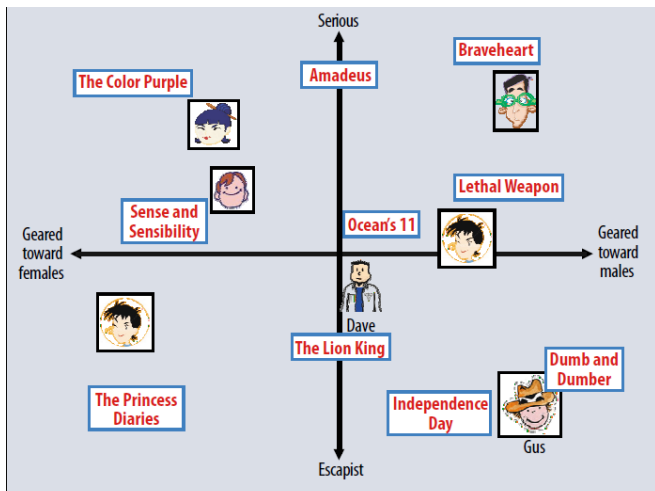 Serious
Braveheart
Amadeus
The Color Purple
Lethal Weapon
Sense and
Sensibility
Ocean's 11
Geared
toward
females
Geared
toward
males
Dave
The Lion King
Dumb and
Dumber
The Princess
Diaries
Independence
Day
Gus
Escapist